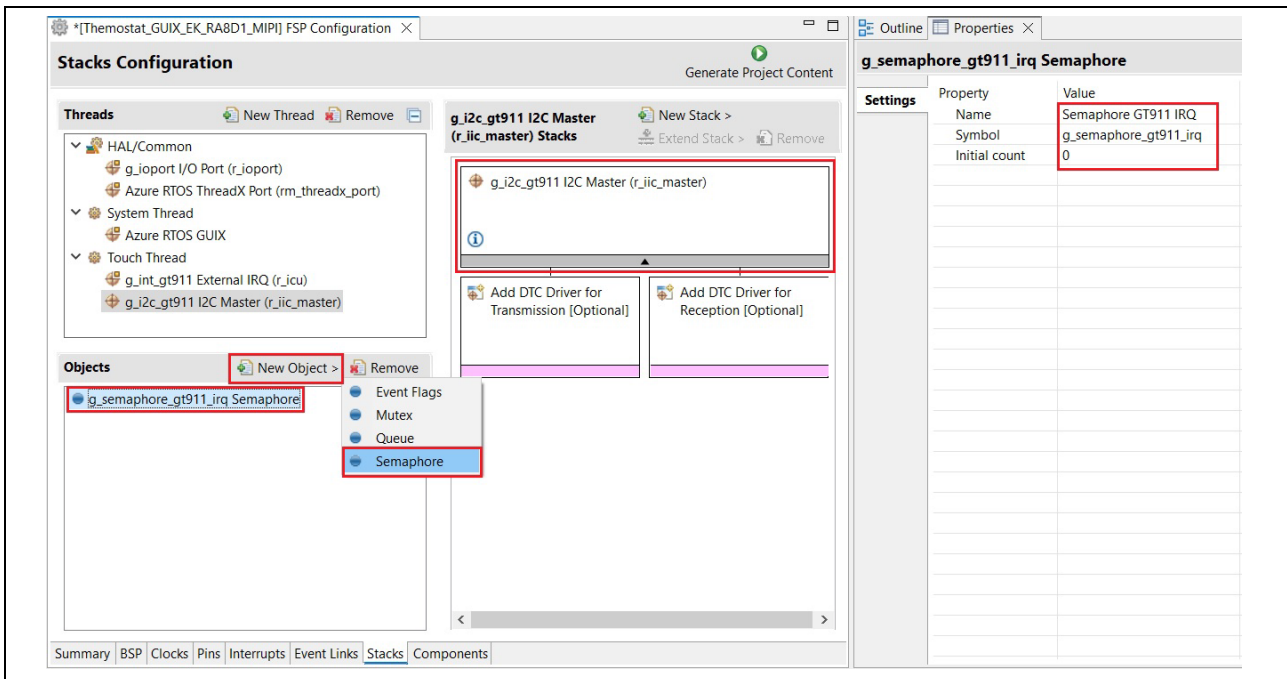 *[Themostat_GUIX_EK_RA8D1_MIPI] FSP Configuration
Stacks Configuration
Generate Project Content
Threads
New Thread
Remove
HAL/Common
g_ioport I/O Port (r_ioport)
Azure RTOS ThreadX Port (rm_threadx_port)
System Thread
Azure RTOS GUIX
Touch Thread
g_int_gt911 External IRQ (r_icu)
g_i2c_gt911 I2C Master (r_iic_master)
Objects
New Object >
Remove
g_semaphore_gt911_irq Semaphore
Event Flags
Mutex
Queue
Semaphore
g_i2c_gt911 I2C Master
(r_iic_master) Stacks
New Stack >
Extend Stack >
Remove
g_i2c_gt911 I2C Master (r_iic_master)
Add DTC Driver for
Transmission [Optional]
Add DTC Driver for
Reception [Optional]
Summary BSP Clocks Pins Interrupts Event Links Stacks Components
Outline Properties
g_semaphore_gt911_irq Semaphore
Settings
Property Value
Name Semaphore GT911 IRQ
Symbol g_semaphore_gt911_irq
Initial count 0